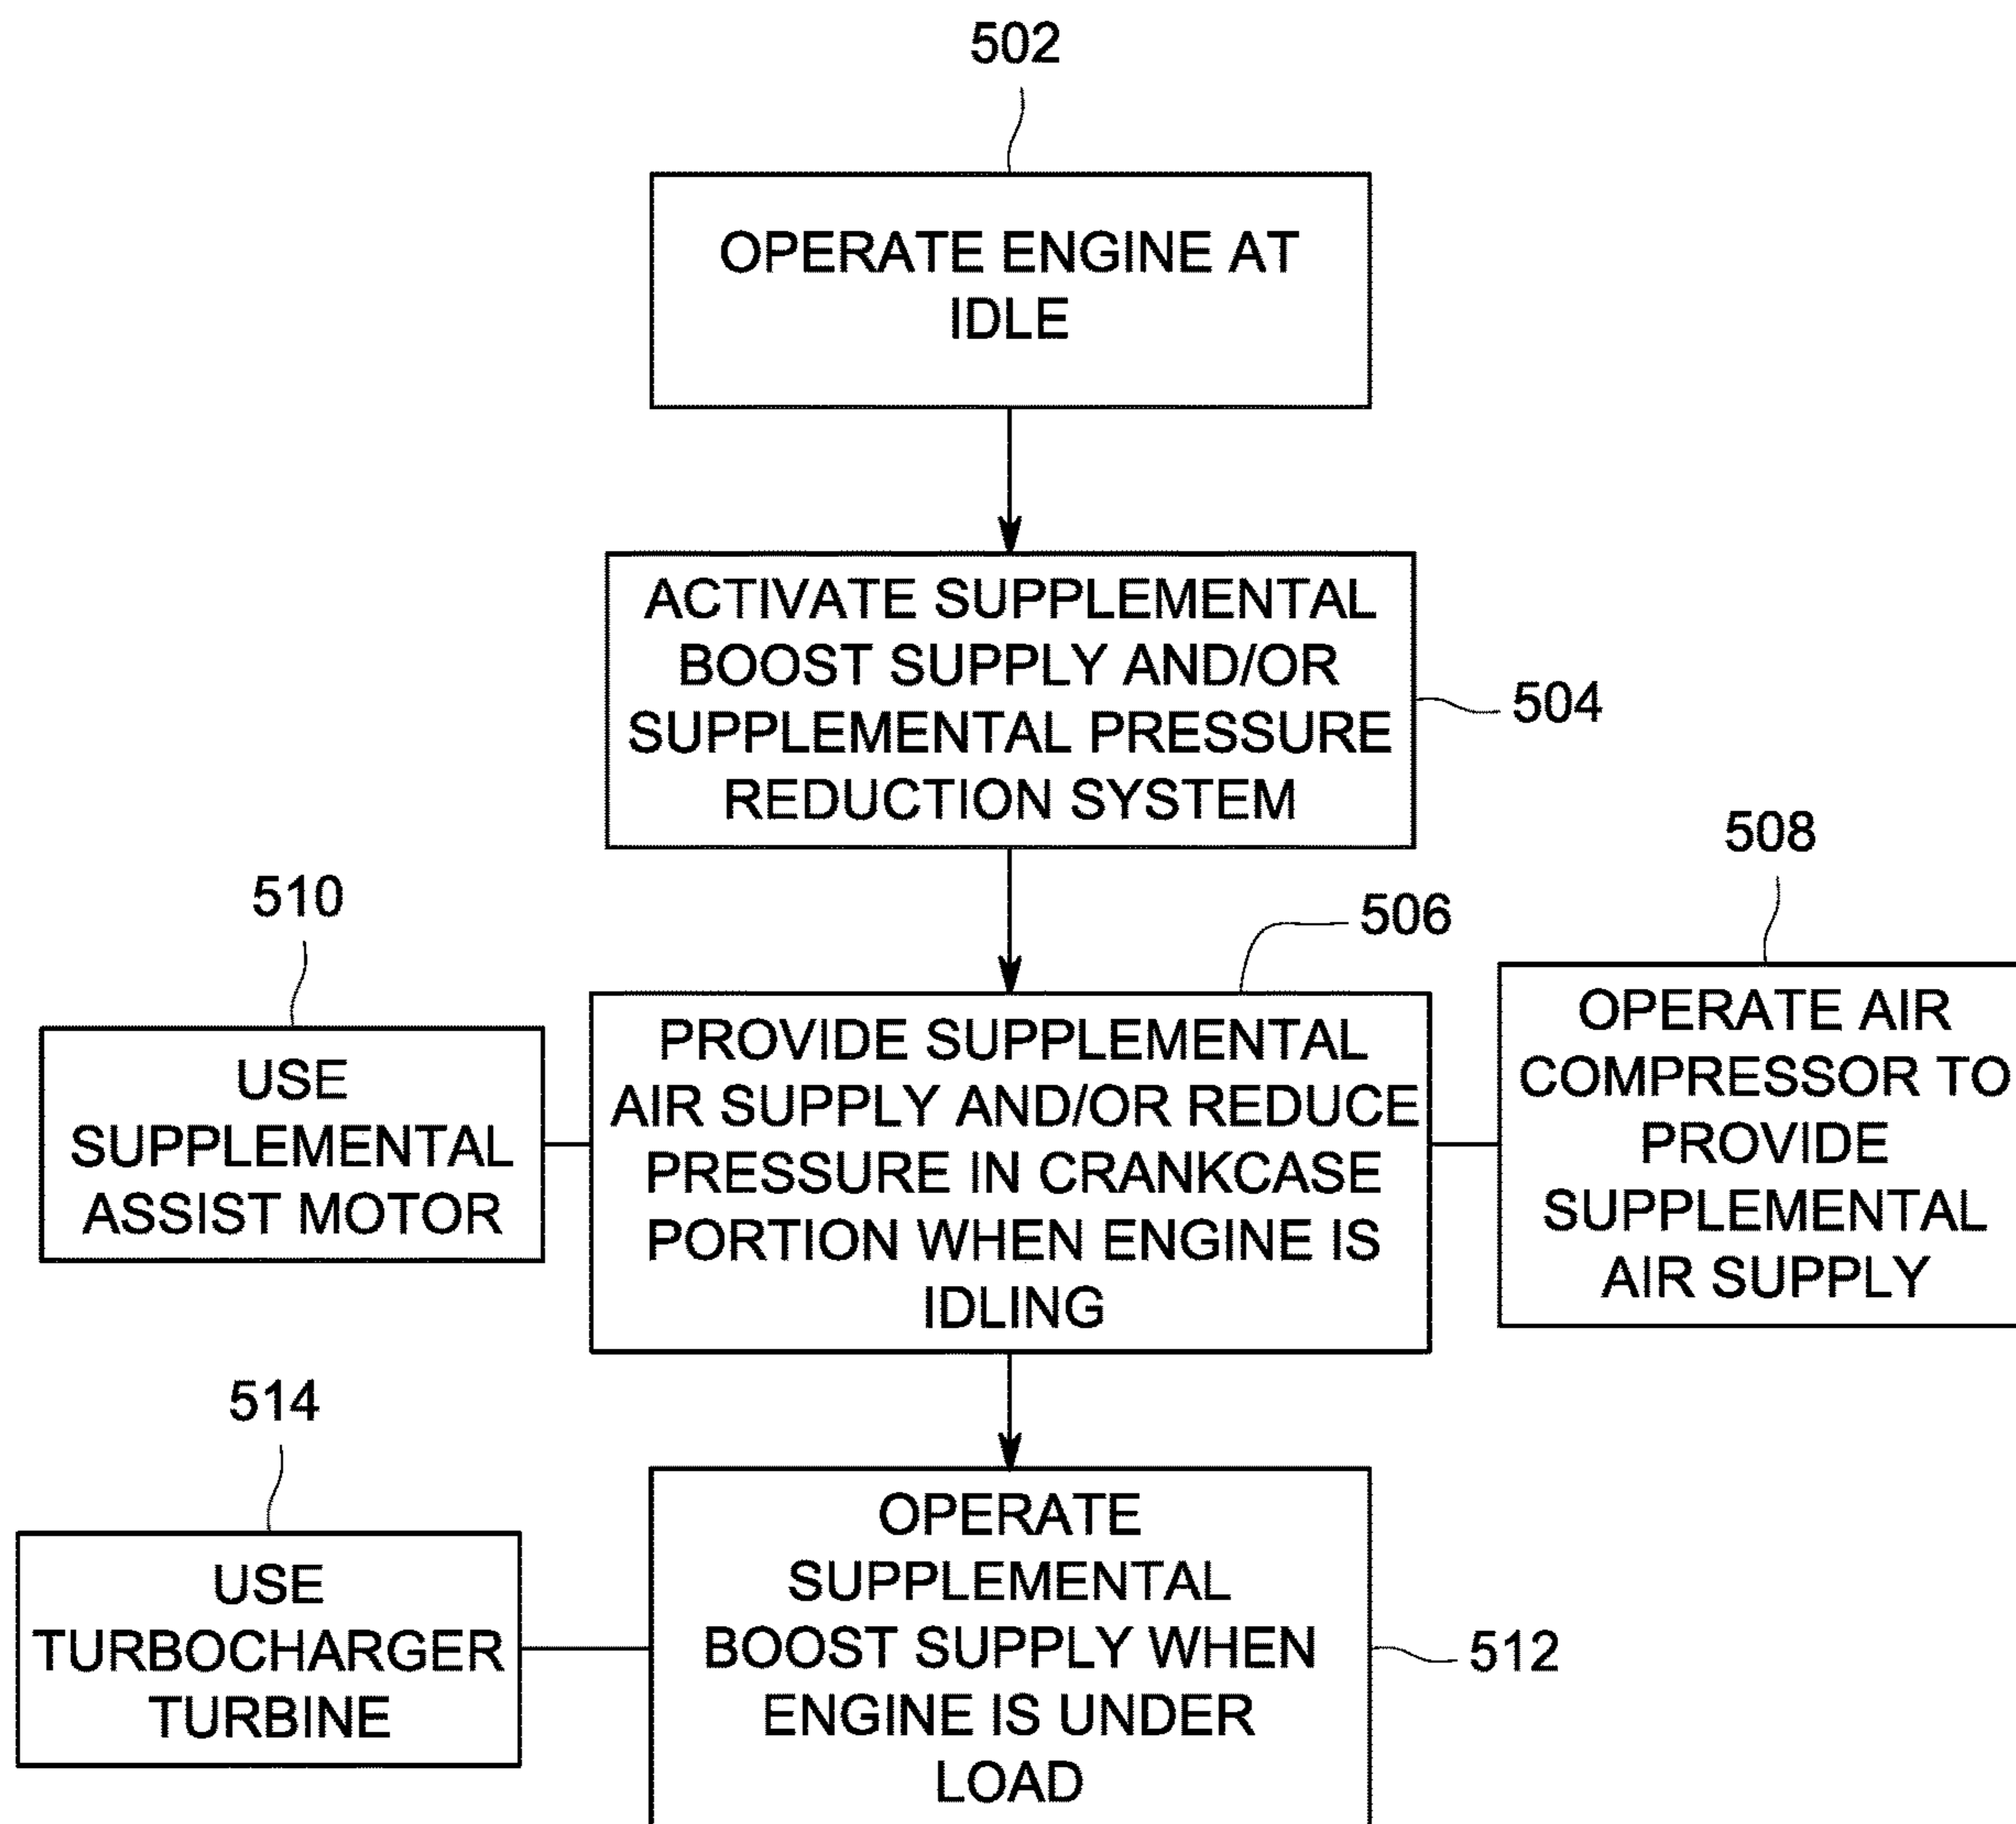 502
OPERATE ENGINE AT
IDLE
ACTIVATE SUPPLEMENTAL
BOOST SUPPLY AND/OR
SUPPLEMENTAL PRESSURE
REDUCTION SYSTEM
504
506
PROVIDE SUPPLEMENTAL
AIR SUPPLY AND/OR REDUCE
PRESSURE IN CRANKCASE
PORTION WHEN ENGINE IS
IDLING
508
OPERATE AIR
COMPRESSOR TO
PROVIDE
SUPPLEMENTAL
AIR SUPPLY
510
USE
SUPPLEMENTAL
ASSIST MOTOR
OPERATE
SUPPLEMENTAL
BOOST SUPPLY WHEN
ENGINE IS UNDER
LOAD
512
514
USE
TURBOCHARGER
TURBINE